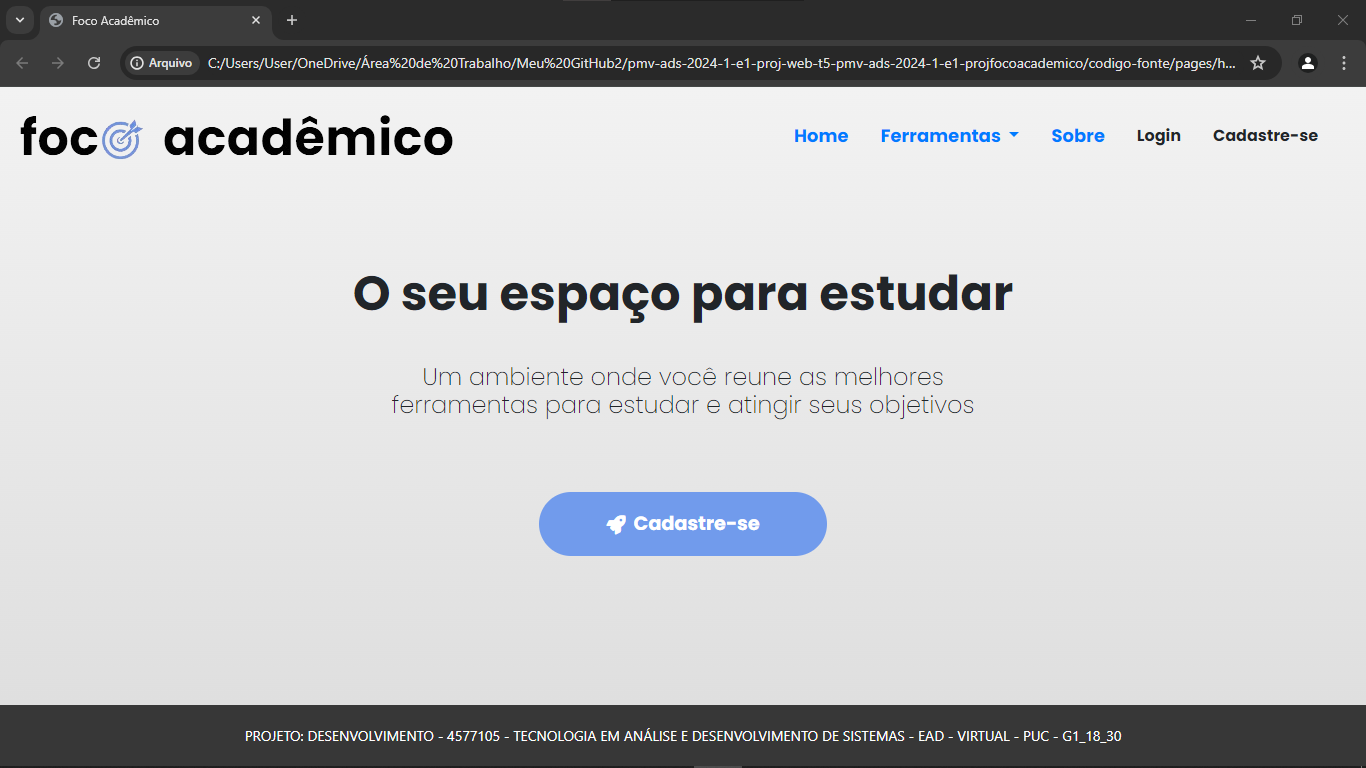 Foco Acadêmico
Arquivo
C:/Users/User/OneDrive/Área%20de%20Trabalho/Meu%20GitHub2/pmv-ads-2024-1-e1-proj-web-t5-pmv-ads-2024-1-e1-projfocoacademico/codigo-fonte/pages/h...
foco acadêmico
Home
Ferramentas
Sobre
Login
Cadastre-se
O seu espaço para estudar
Um ambiente onde você reune as melhores
ferramentas para estudar e atingir seus objetivos
Cadastre-se
PROJETO: DESENVOLVIMENTO - 4577105 - TECNOLOGIA EM ANÁLISE E DESENVOLVIMENTO DE SISTEMAS - EAD - VIRTUAL - PUC - G1_18_30